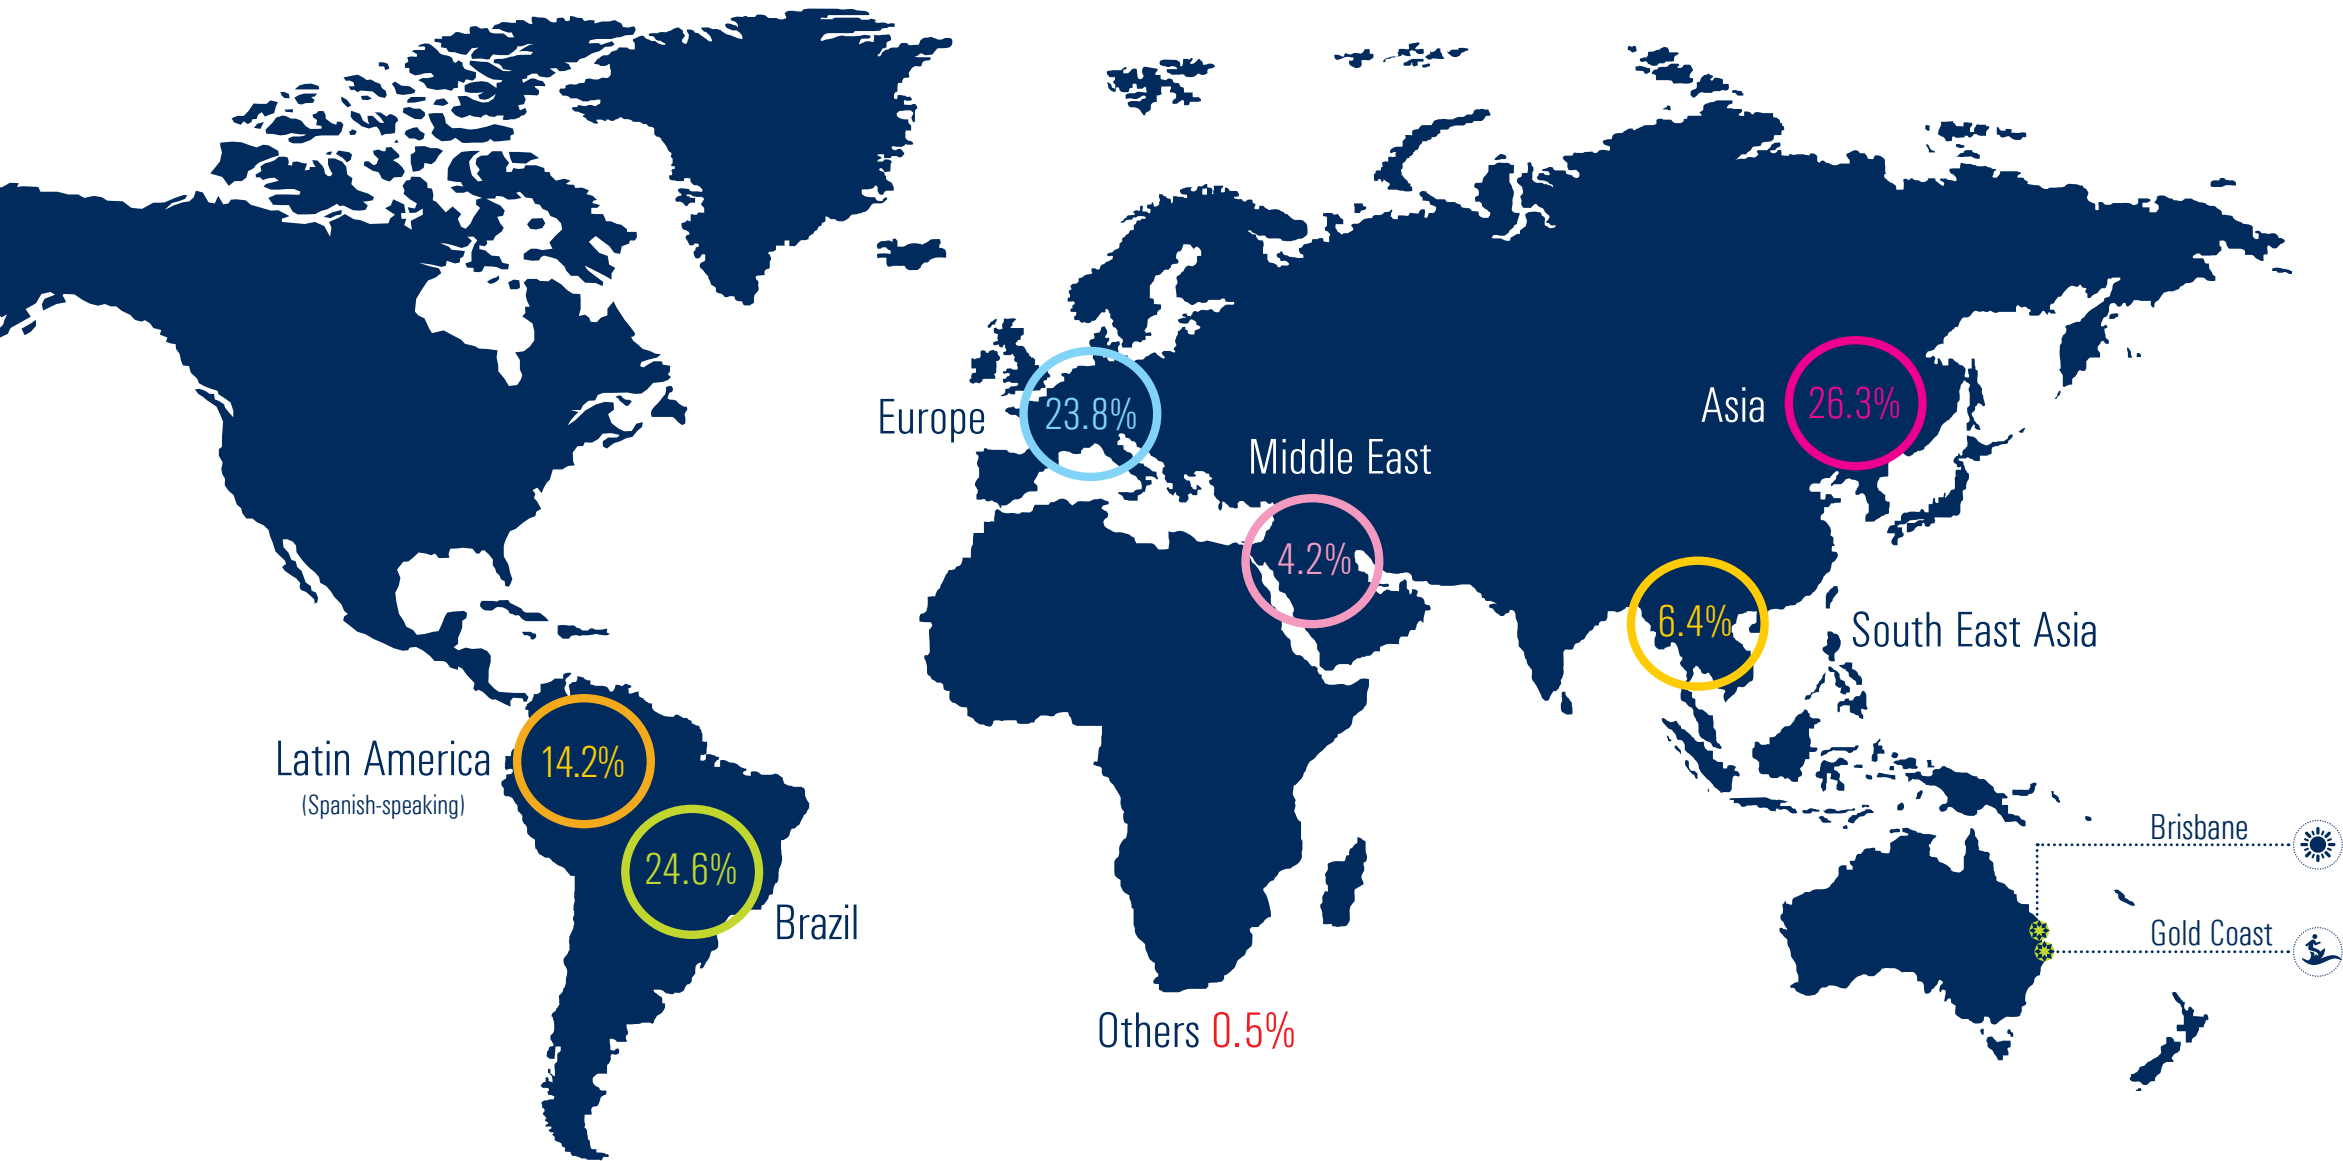 Asia 26.3%
Europe 23.8%
Middle East
4.2%
6.4%
South East Asia
Latin America 14.2%
(Spanish-speaking)
Brisbane
24.6%
Brazil
Gold Coast
Others 0.5%